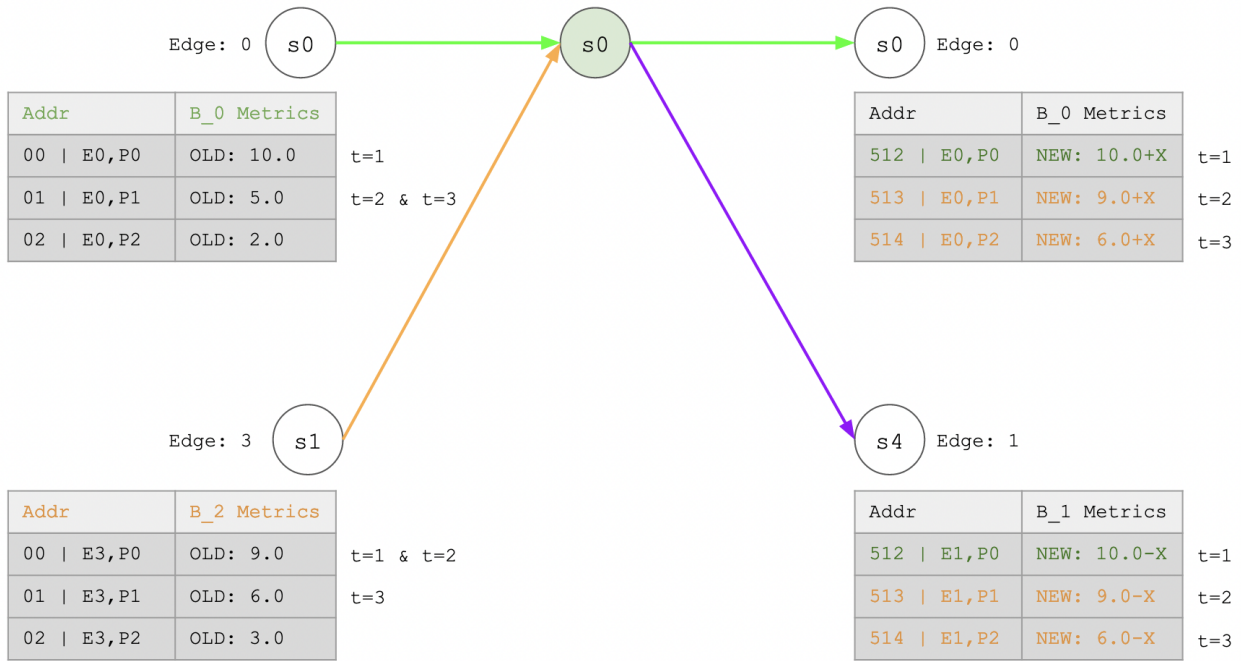 Edge: 0 s0 s0 s0 Edge: 0
Addr B_0 Metrics
00 | E0,P0 OLD: 10.0 t=1
01 | E0,P1 OLD: 5.0 t=2 & t=3
02 | E0,P2 OLD: 2.0
Addr B_0 Metrics
512 | E0,P0 NEW: 10.0+X t=1
513 | E0,P1 NEW: 9.0+X t=2
514 | E0,P2 NEW: 6.0+X t=3
Edge: 3 s1 s4 Edge: 1
Addr B_2 Metrics
00 | E3,P0 OLD: 9.0 t=1 & t=2
01 | E3,P1 OLD: 6.0 t=3
02 | E3,P2 OLD: 3.0
Addr B_1 Metrics
512 | E1,P0 NEW: 10.0-X t=1
513 | E1,P1 NEW: 9.0-X t=2
514 | E1,P2 NEW: 6.0-X t=3